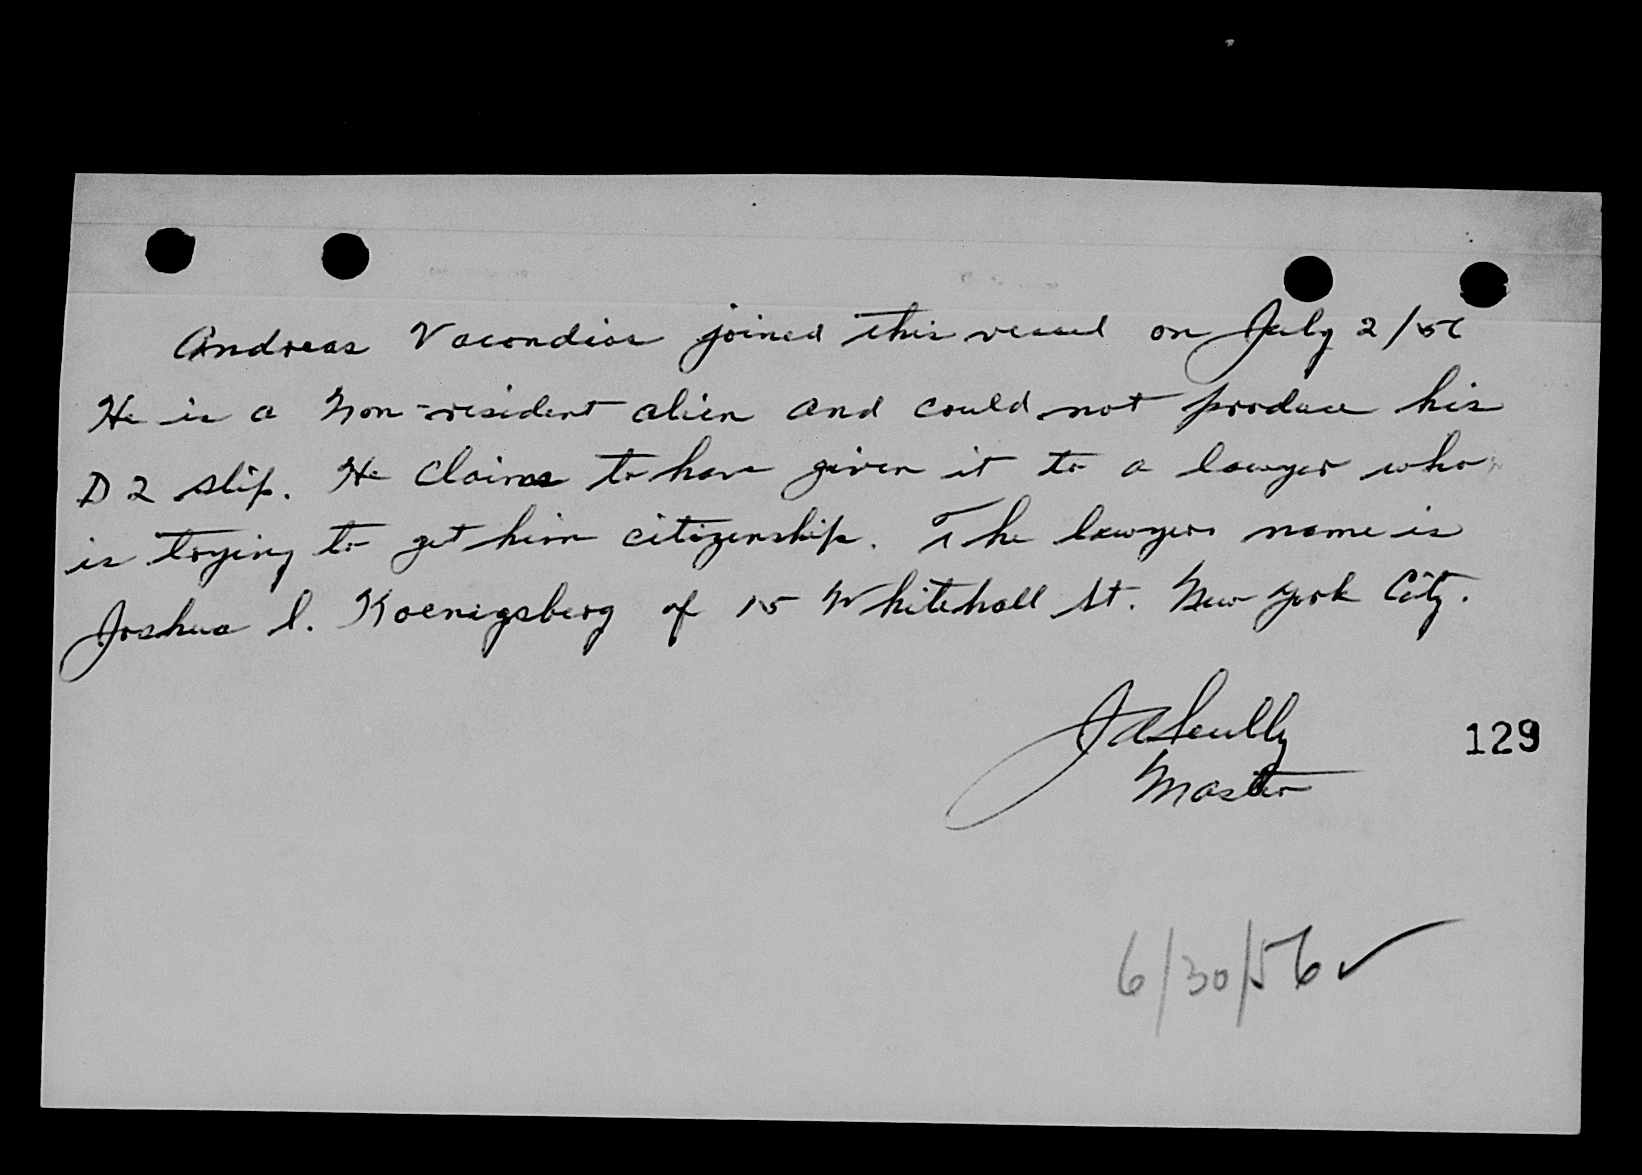 Andreas Vacondios joined this vessel on July 2/56
He is a Non-resident alien and could not produce his
D 2 slip. He claims to have given it to a lawyer who
is trying to get him citizenship. The lawyers name is
Joshua S. Koenigsberg of 15 Whitehall St. New York City.
J A Scully
Master
129
6/30/56 ✓